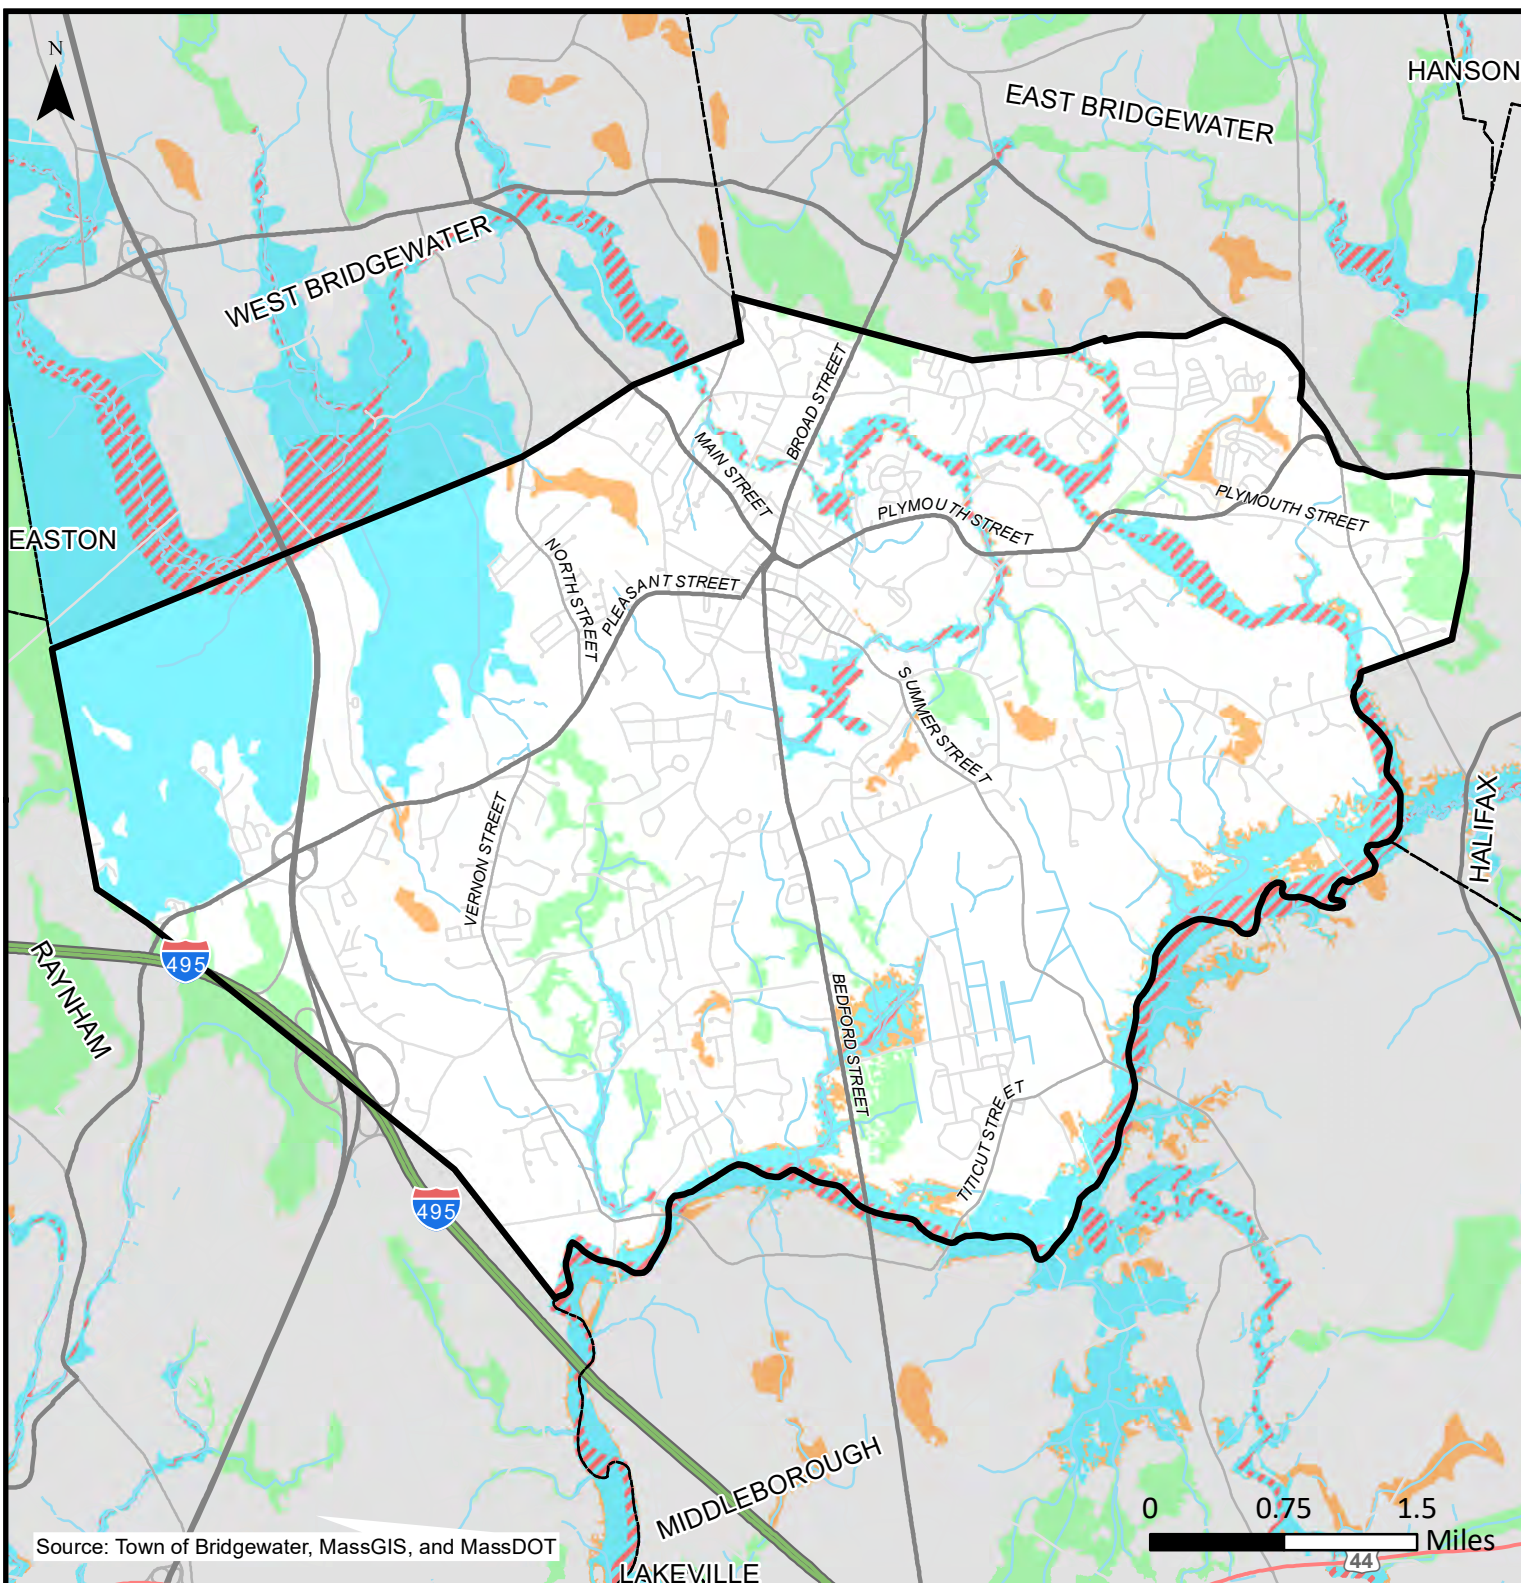 N
HANSON
EAST BRIDGEWATER
WEST BRIDGEWATER
BROAD STREET
MAIN STREET
PLYMOUTH STREET
PLYMOUTH STREET
EASTON
NORTH STREET
PLEASANT STREET
SUMMER STREET
VERNON STREET
HALIFAX
RAYNHAM
495
BEDFORD STREET
TITICUT STREET
495
MIDDLEBOROUGH
0 0.75 1.5
Miles
Source: Town of Bridgewater, MassGIS, and MassDOT
44
LAKEVILLE